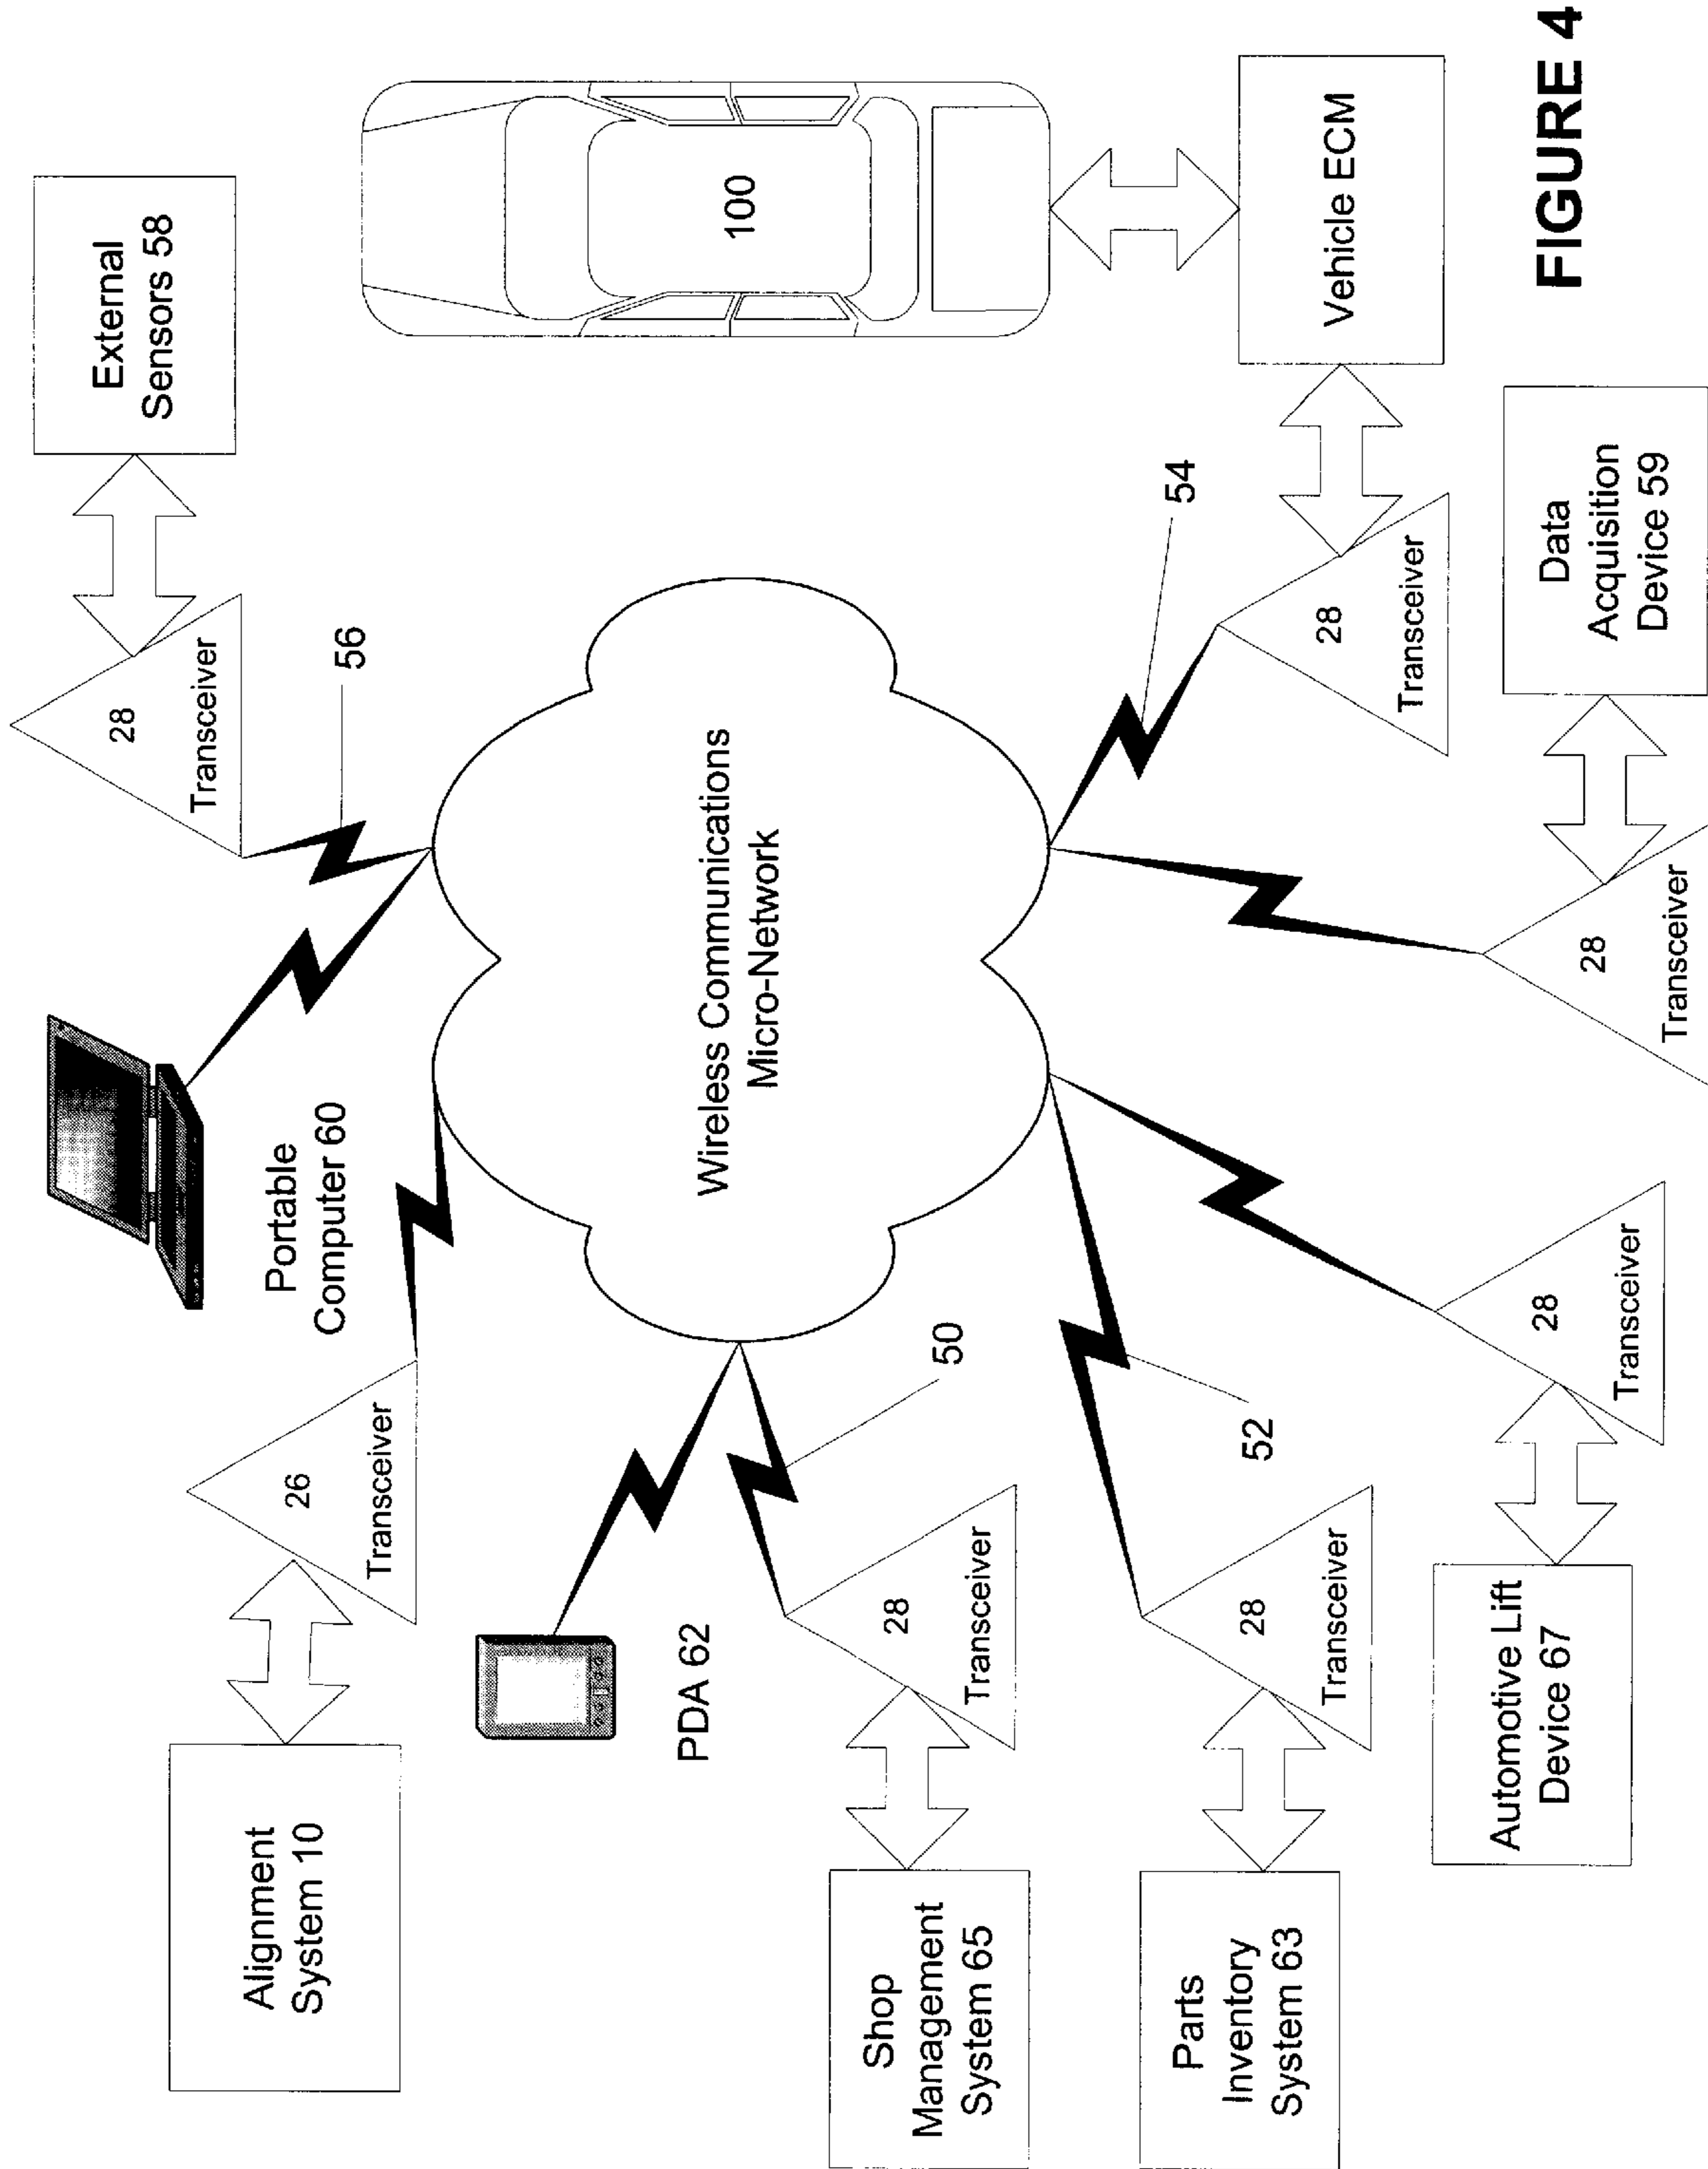 Alignment
System 10
26
Transceiver
Portable
Computer 60
28
Transceiver
External
Sensors 58
56
PDA 62
Wireless Communications
Micro-Network
100
50
Shop
Management
System 65
28
Transceiver
52
Parts
Inventory
System 63
28
Transceiver
54
28
Transceiver
Vehicle ECM
Automotive Lift
Device 67
28
Transceiver
28
Transceiver
Data
Acquisition
Device 59
FIGURE 4